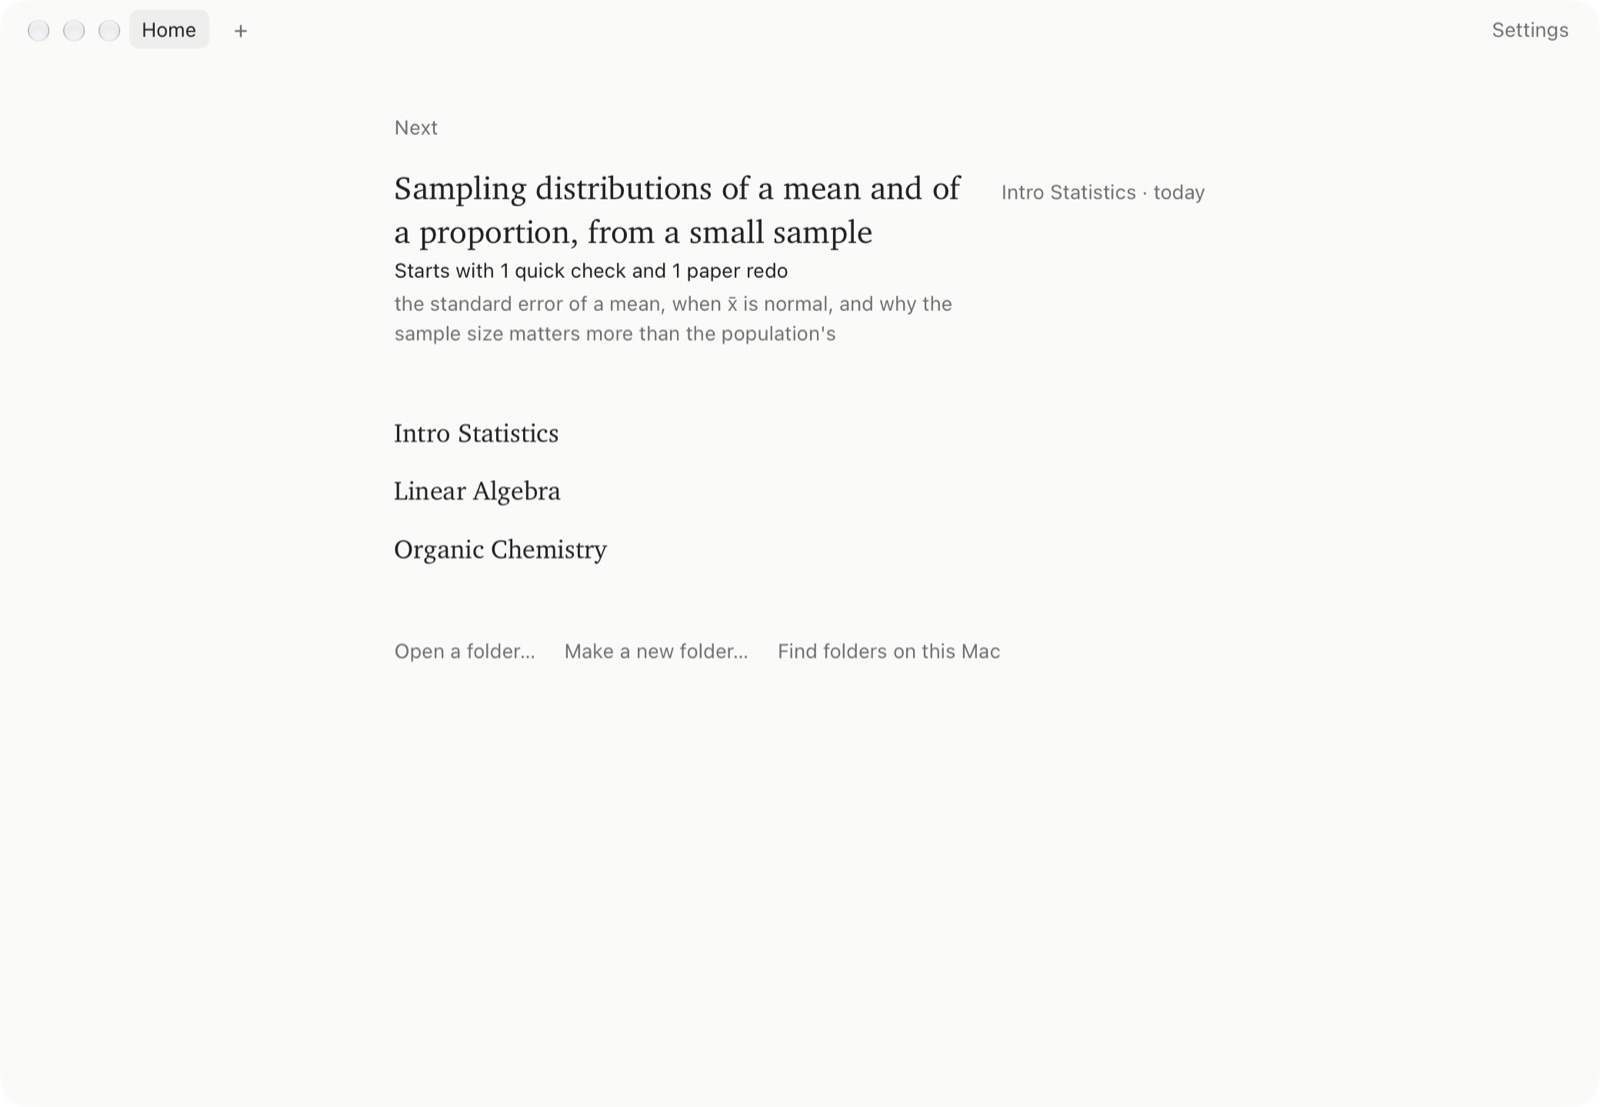 Home
+
Settings
Next
Sampling distributions of a mean and of
a proportion, from a small sample
Intro Statistics · today
Starts with 1 quick check and 1 paper redo
the standard error of a mean, when x̄ is normal, and why the
sample size matters more than the population's
Intro Statistics
Linear Algebra
Organic Chemistry
Open a folder...
Make a new folder...
Find folders on this Mac